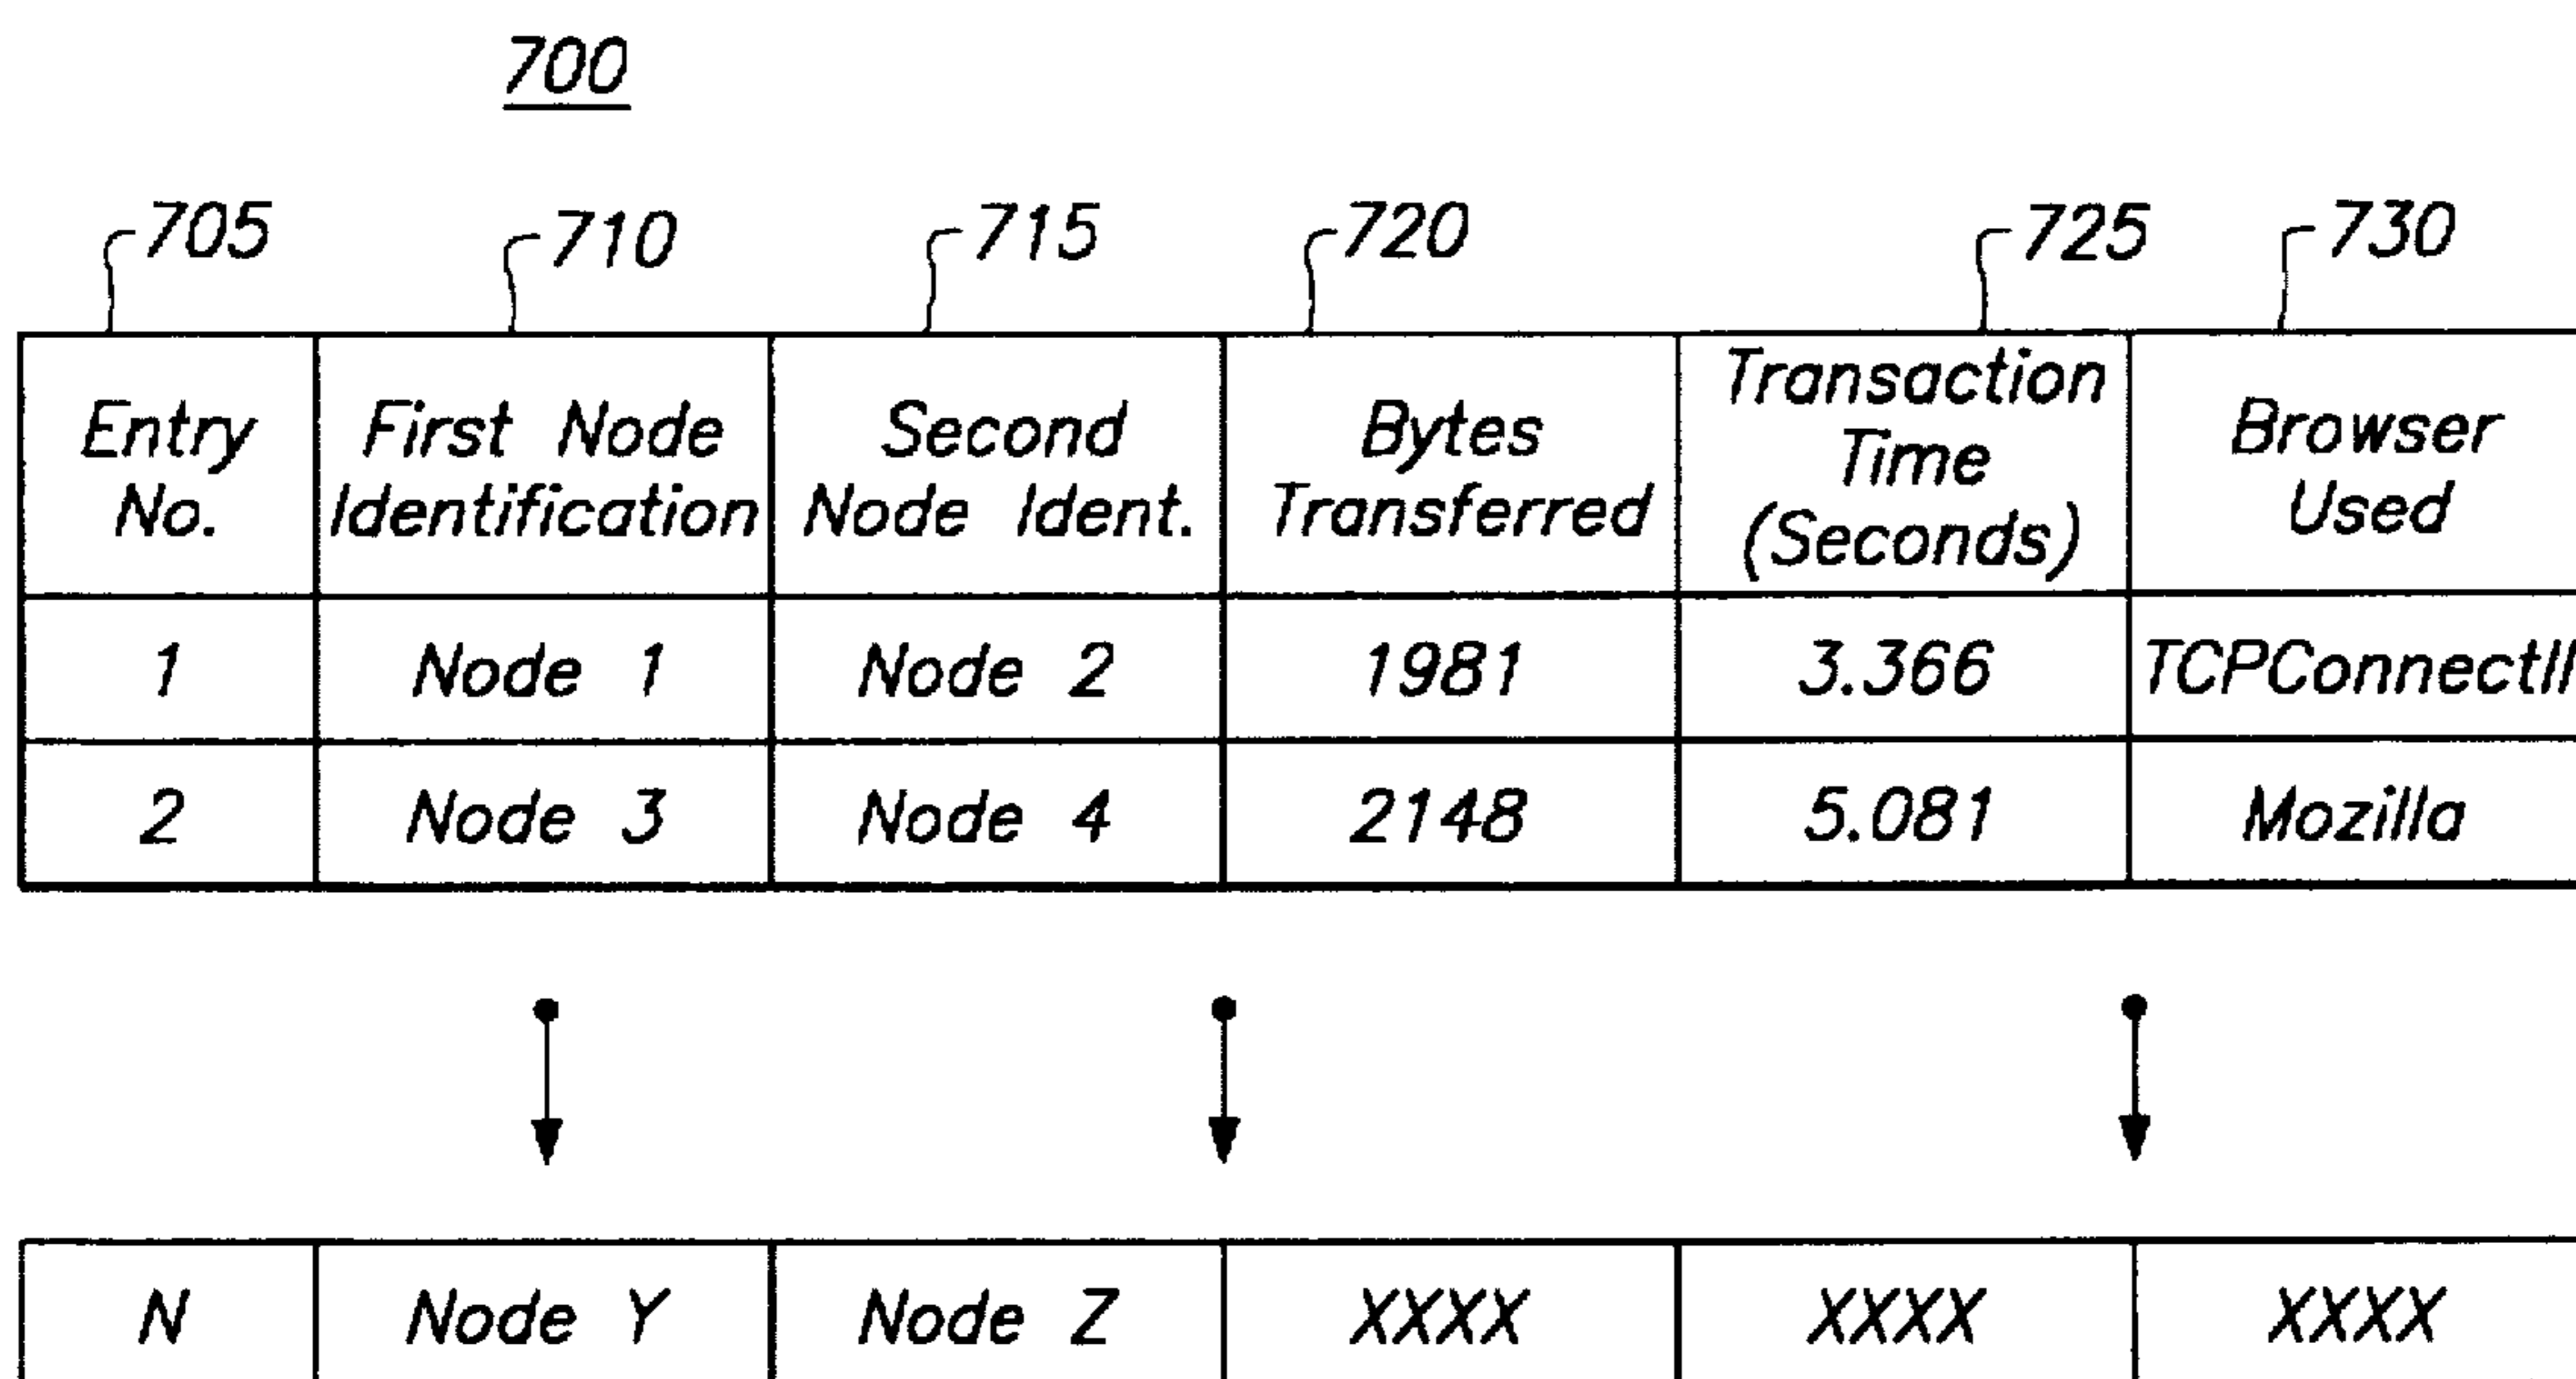 700
705 710 715 720 725 730
Entry No. First Node Identification Second Node Ident. Bytes Transferred Transaction Time (Seconds) Browser Used
1 Node 1 Node 2 1981 3.366 TCPConnectII
2 Node 3 Node 4 2148 5.081 Mozilla
N Node Y Node Z XXXX XXXX XXXX